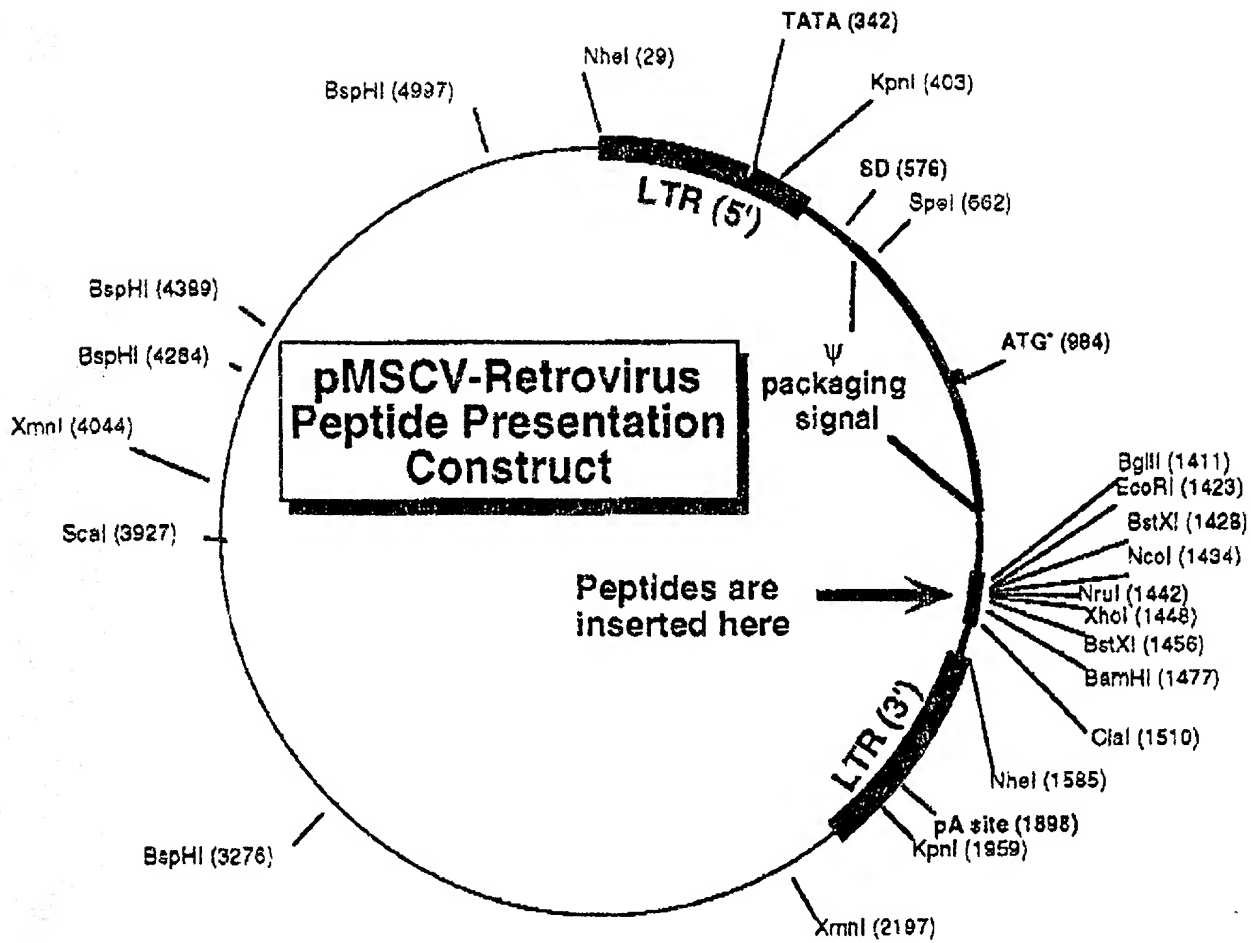 TATA (342)
NheI (29)
KpnI (403)
BspHI (4997)
SD (576)
SpeI (562)
LTR (5')
BspHI (4389)
BspHI (4284)
ATG* (984)
pMSCV-Retrovirus
Peptide Presentation
Construct
Ψ
packaging
signal
XmnI (4044)
BglII (1411)
EcoRI (1423)
BstXI (1428)
NcoI (1434)
NruI (1442)
XhoI (1448)
BstXI (1456)
BamHI (1477)
ScaI (3927)
Peptides are
inserted here
ClaI (1510)
LTR (3')
NheI (1585)
pA site (1898)
KpnI (1959)
BspHI (3276)
XmnI (2197)